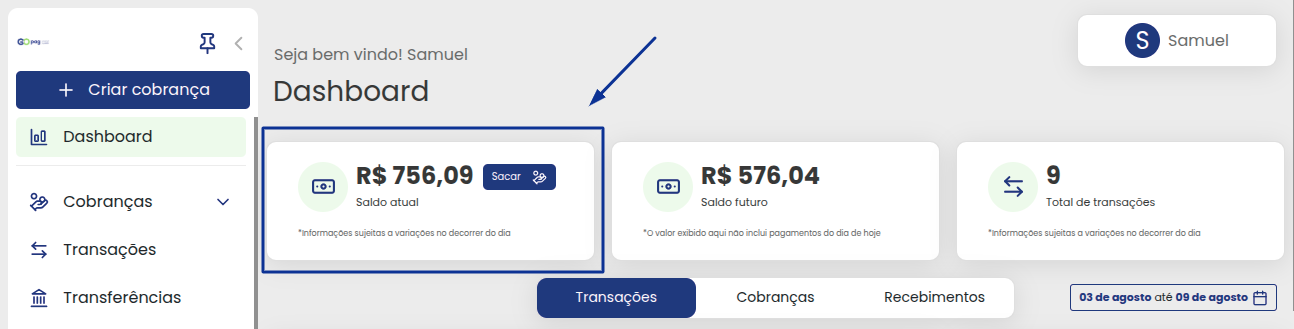 GOpag
Criar cobrança
Dashboard
Cobranças
Transações
Transferências
Seja bem vindo! Samuel
Dashboard
S Samuel
R$ 756,09 Sacar
Saldo atual
*Informações sujeitas a variações no decorrer do dia
R$ 576,04
Saldo futuro
*O valor exibido aqui não inclui pagamentos do dia de hoje
9
Total de transações
*Informações sujeitas a variações no decorrer do dia
Transações Cobranças Recebimentos
03 de agosto até 09 de agosto